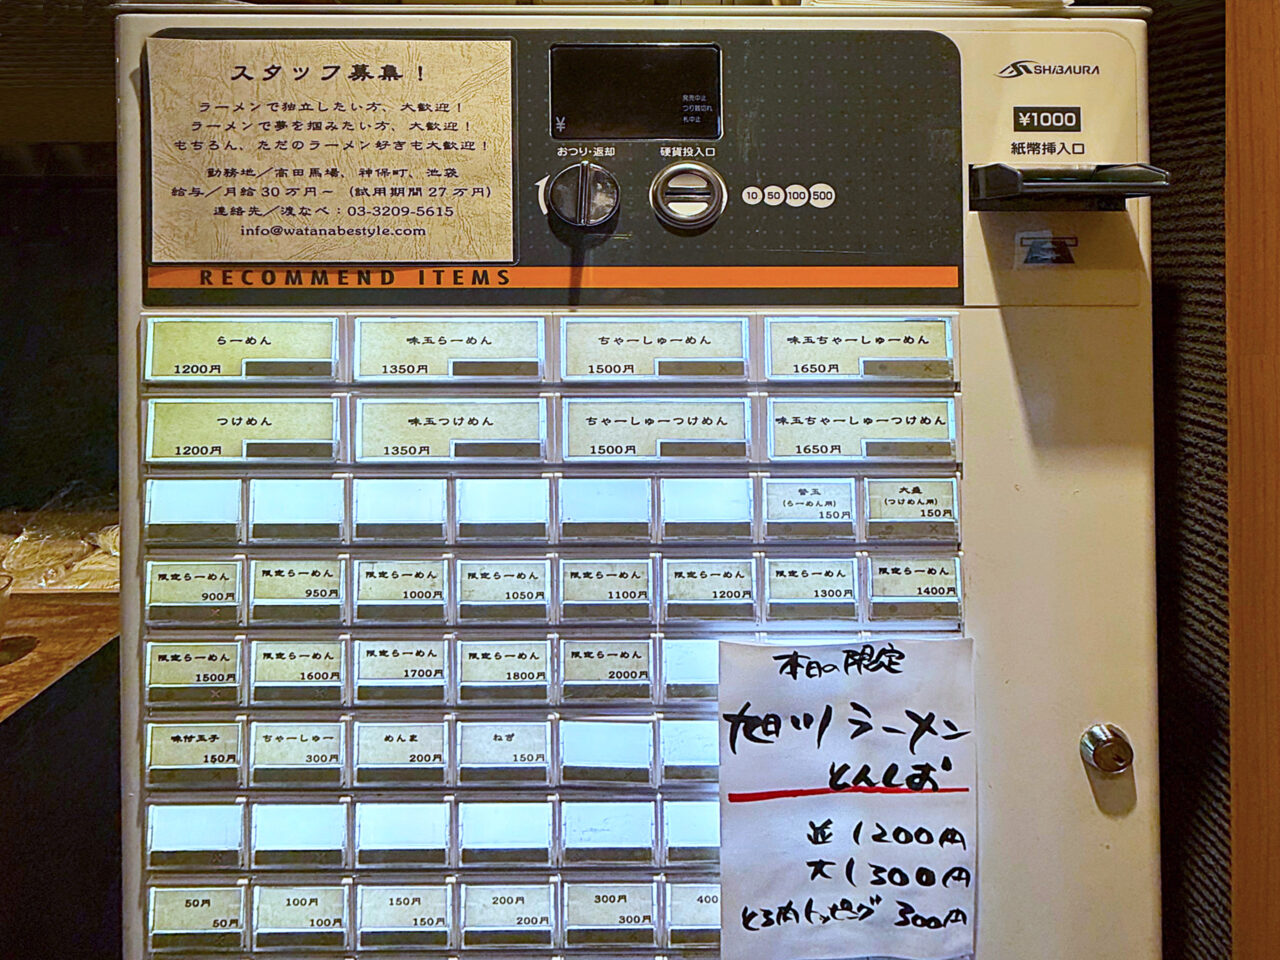 スタッフ募集！
ラーメンで独立したい方、大歓迎！
ラーメンで夢を掴みたい方、大歓迎！
もちろん、ただのラーメン好きも大歓迎！
勤務地／高田馬場、神保町、池袋
給与／月給30万円～（試用期間27万円）
連絡先／渡なべ：03-3209-5615
info@watanabestyle.com
発売中止
つり銭切れ
札中止
¥
おつり・返却
硬貨投入口
10 50 100 500
SHIBAURA
¥1000
紙幣挿入口
RECOMMEND ITEMS
らーめん
1200円
味玉らーめん
1350円
ちゃーしゅーめん
1500円
味玉ちゃーしゅーめん
1650円
つけめん
1200円
味玉つけめん
1350円
ちゃーしゅーつけめん
1500円
味玉ちゃーしゅーつけめん
1650円
替玉
(らーめん用)
150円
大盛
(つけめん用)
150円
限定らーめん
900円
限定らーめん
950円
限定らーめん
1000円
限定らーめん
1050円
限定らーめん
1100円
限定らーめん
1200円
限定らーめん
1300円
限定らーめん
1400円
限定らーめん
1500円
限定らーめん
1600円
限定らーめん
1700円
限定らーめん
1800円
限定らーめん
2000円
味付玉子
150円
ちゃーしゅー
300円
めんま
200円
ねぎ
150円
50円
50円
100円
100円
150円
150円
200円
200円
300円
300円
400
本日の限定
旭川ラーメン
とんしお
並 1200円
大 1300円
とろ肉トッピング 300円